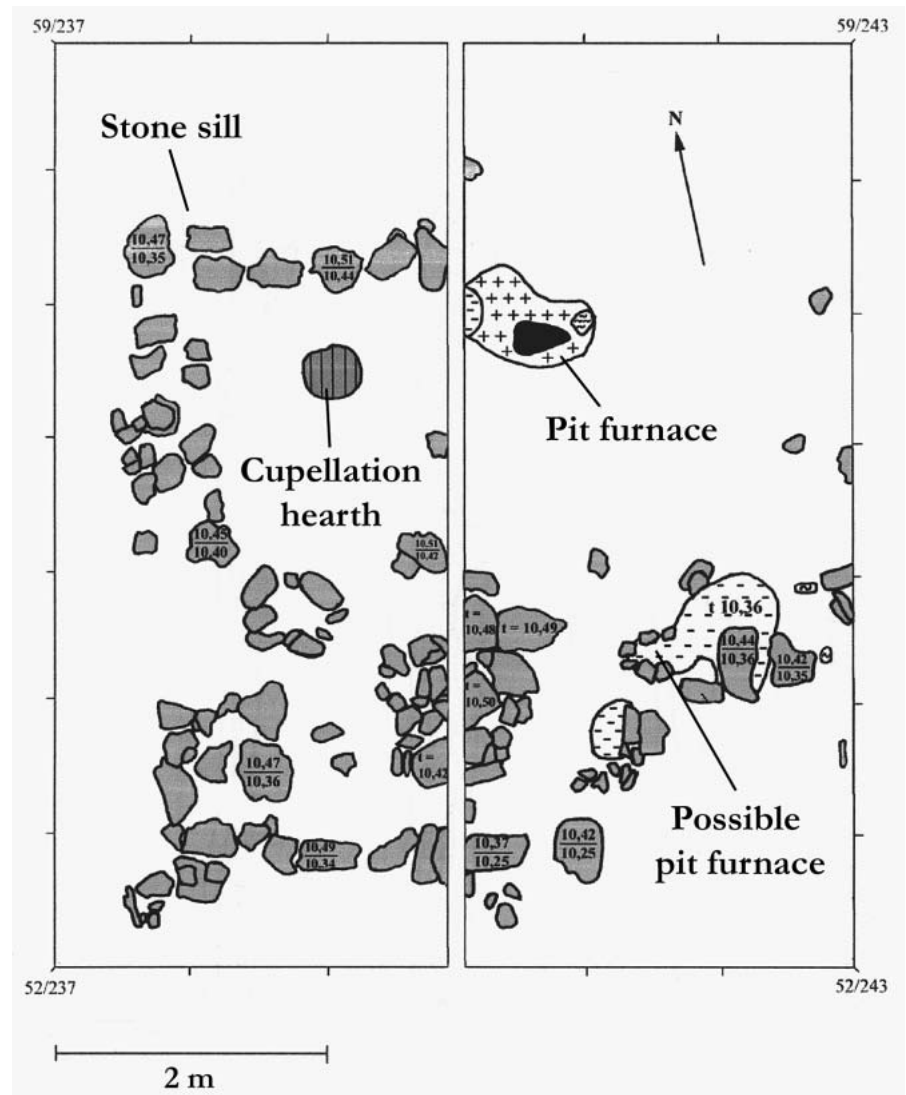 59/237
59/243
Stone sill
N
10,47
10,35
10,51
10,44
Pit furnace
Cupellation
hearth
10,45
10,40
10,51
10,42
t =
10,48
t = 10,49
t 10,36
10,44
10,36
10,42
10,35
t =
10,50
10,47
10,36
t =
10,42
Possible
pit furnace
10,49
10,34
10,37
10,25
10,42
10,25
52/237
52/243
2 m